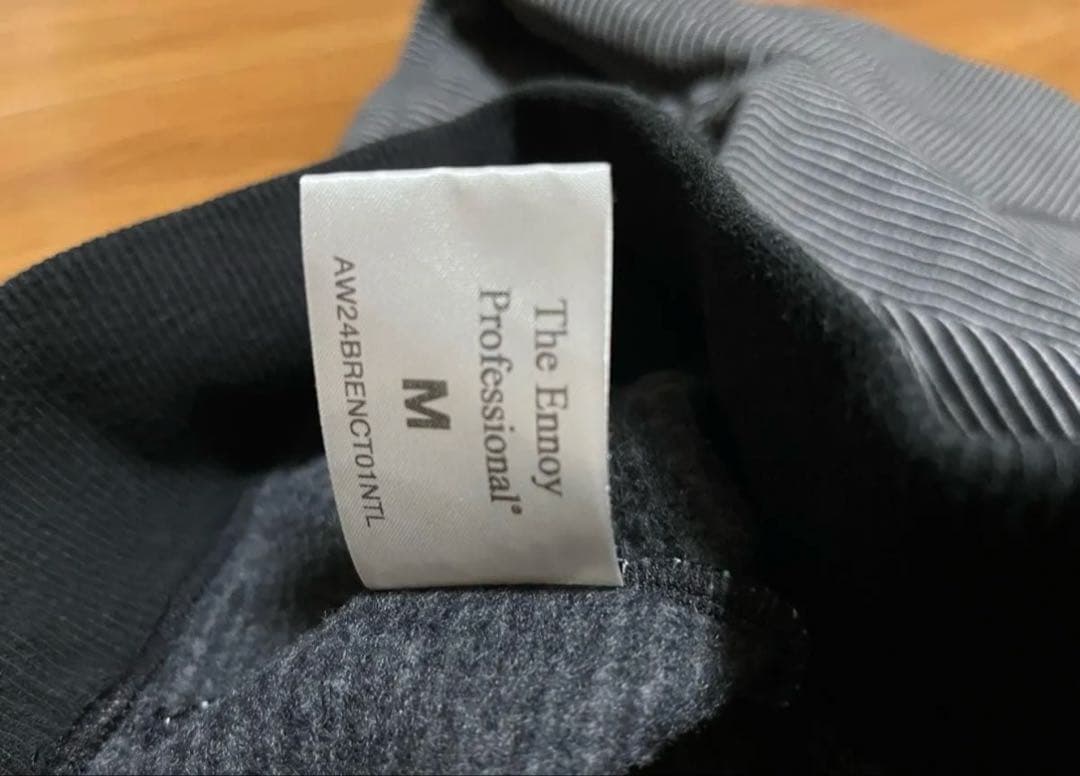 The Ennoy
Professional®
M
AW24BRENCT01NTL